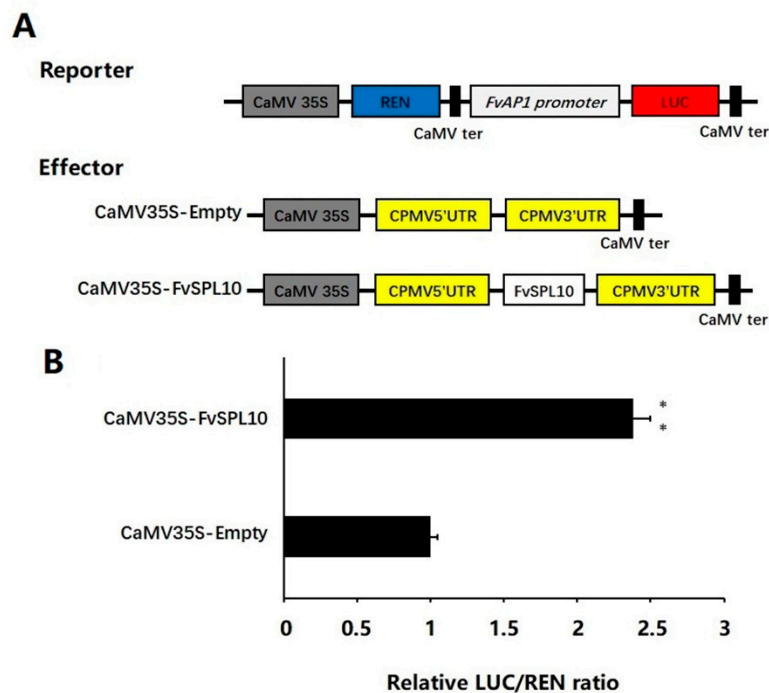 A
Reporter
CaMV 35S REN FvAP1 promoter LUC
CaMV ter CaMV ter
Effector
CaMV35S-Empty CaMV 35S CPMV5'UTR CPMV3'UTR
CaMV ter
CaMV35S-FvSPL10 CaMV 35S CPMV5'UTR FvSPL10 CPMV3'UTR
CaMV ter
B
CaMV35S-FvSPL10 *
*
CaMV35S-Empty
0 0.5 1 1.5 2 2.5 3
Relative LUC/REN ratio